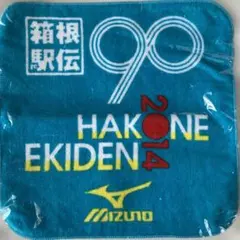 箱根
駅伝
90
HAKONE
EKIDEN
2014
MIZUNO